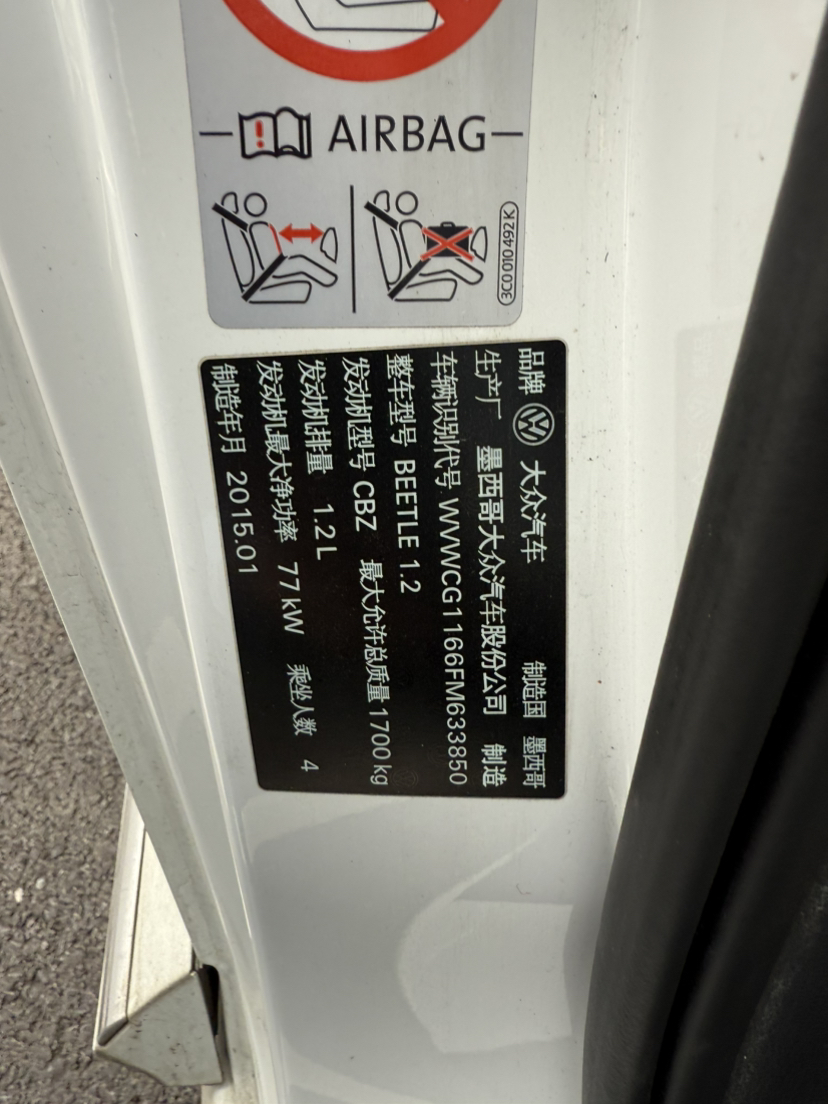 AIRBAG
3C0 010 492 K
品牌 大众汽车 制造国 墨西哥
生产厂 墨西哥大众汽车股份公司 制造
车辆识别代号 WVWCG1166FM633850
整车型号 BEETLE 1.2
发动机型号 CBZ 最大允许总质量 1700 kg
发动机排量 1.2 L
发动机最大净功率 77 kW 乘坐人数 4
制造年月 2015.01